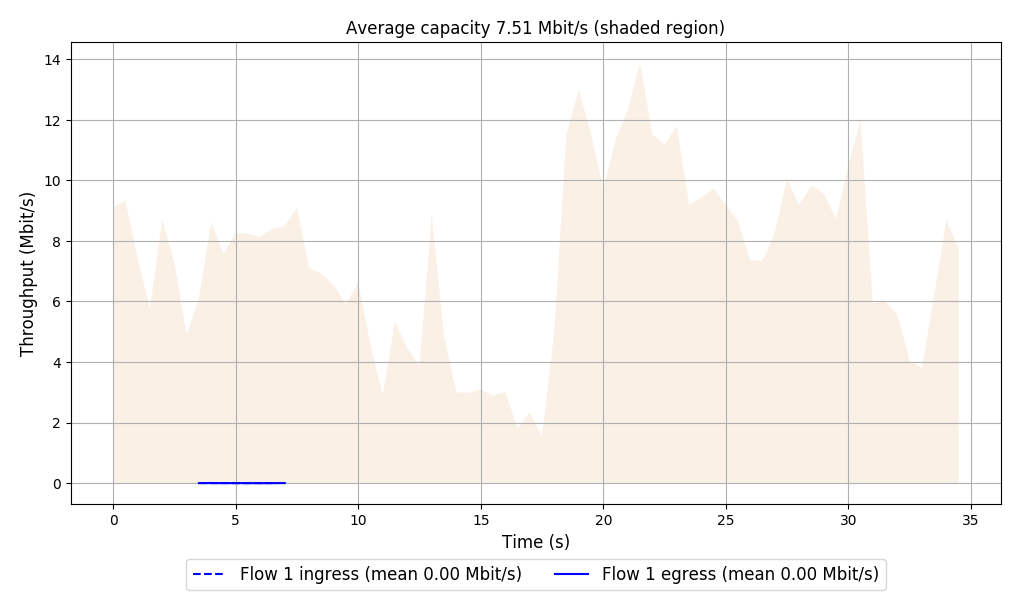 Average capacity 7.51 Mbit/s (shaded region)
Throughput (Mbit/s)
14
12
10
8
6
4
2
0
0 5 10 15 20 25 30 35
Time (s)
Flow 1 ingress (mean 0.00 Mbit/s) Flow 1 egress (mean 0.00 Mbit/s)